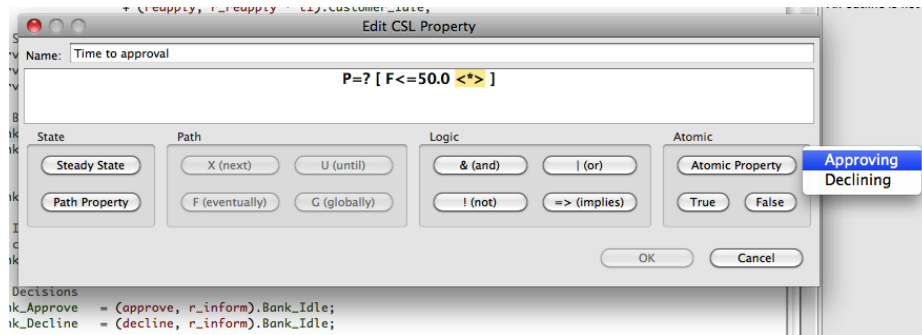 + (reapply, r_reapply * t1).Customer_Idle;
Edit CSL Property
Name: Time to approval
P=? [ F<=50.0 <*> ]
State Path Logic Atomic
Steady State X (next) U (until) & (and) | (or) Atomic Property Approving
Declining
Path Property F (eventually) G (globally) ! (not) => (implies) True False
OK Cancel
Decisions
nk_Approve = (approve, r_inform).Bank_Idle;
nk_Decline = (decline, r_inform).Bank_Idle;